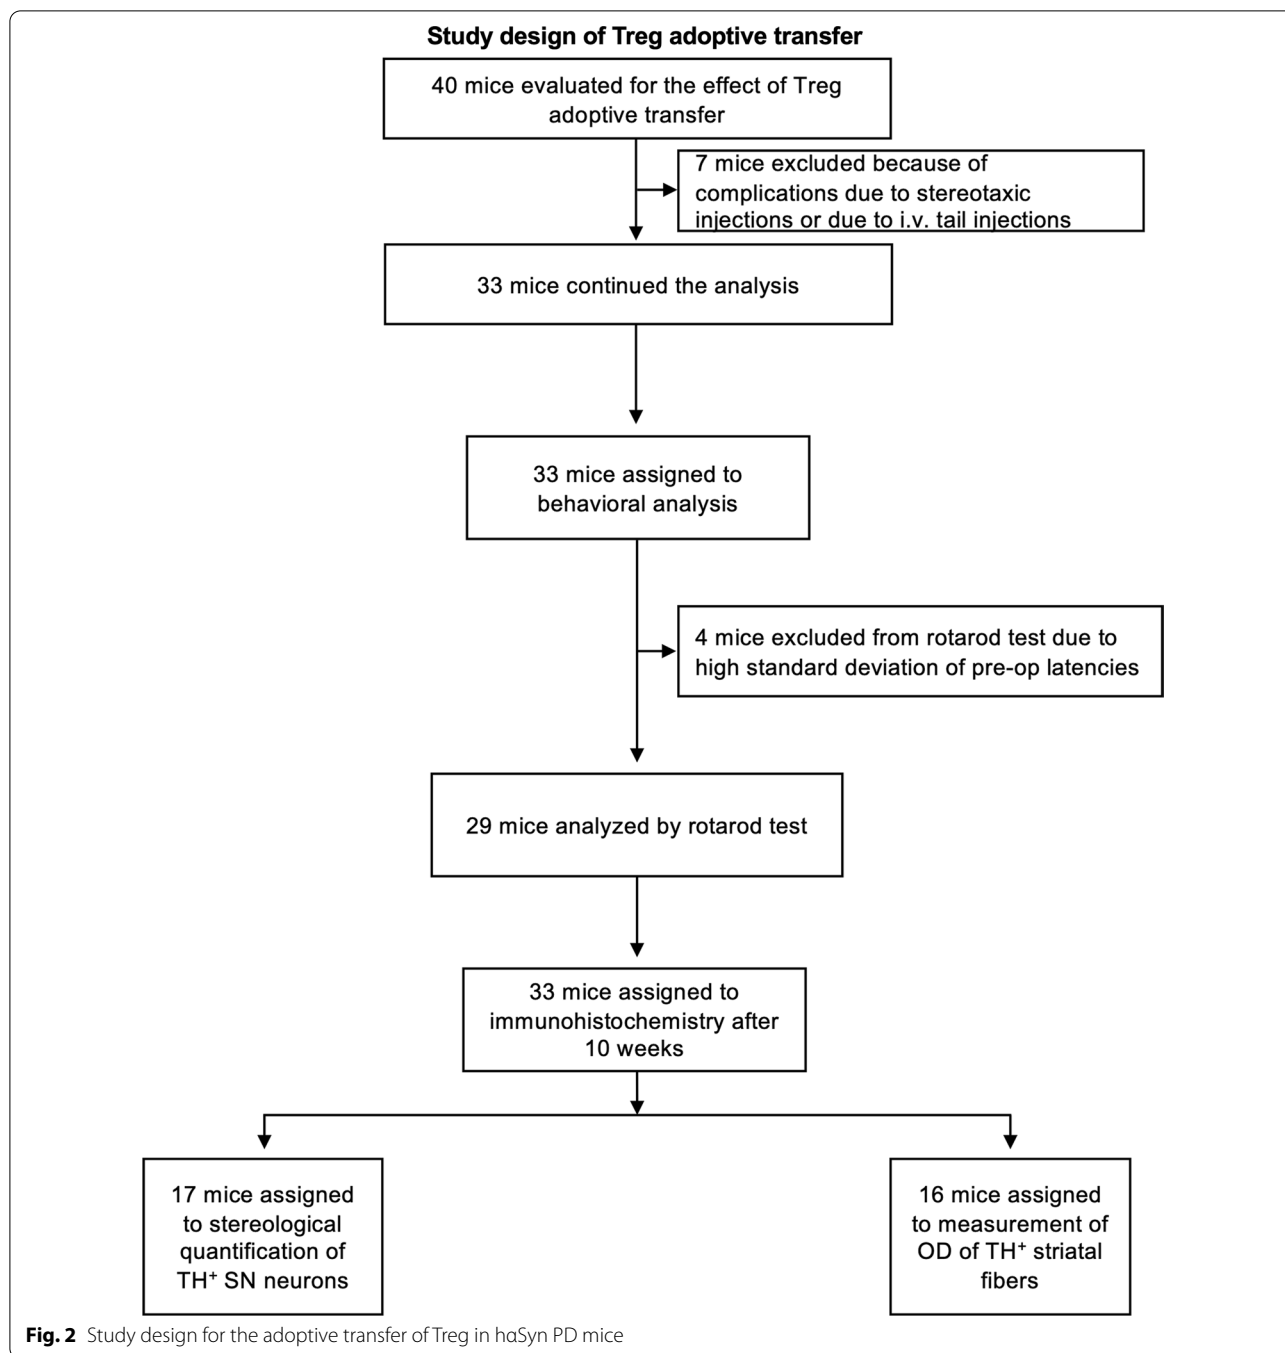 Study design of Treg adoptive transfer
40 mice evaluated for the effect of Treg
adoptive transfer
7 mice excluded because of
complications due to stereotaxic
injections or due to i.v. tail injections
33 mice continued the analysis
33 mice assigned to
behavioral analysis
4 mice excluded from rotarod test due to
high standard deviation of pre-op latencies
29 mice analyzed by rotarod test
33 mice assigned to
immunohistochemistry after
10 weeks
17 mice assigned
to stereological
quantification of
TH⁺ SN neurons
16 mice assigned
to measurement of
OD of TH⁺ striatal
fibers
Fig. 2 Study design for the adoptive transfer of Treg in hαSyn PD mice